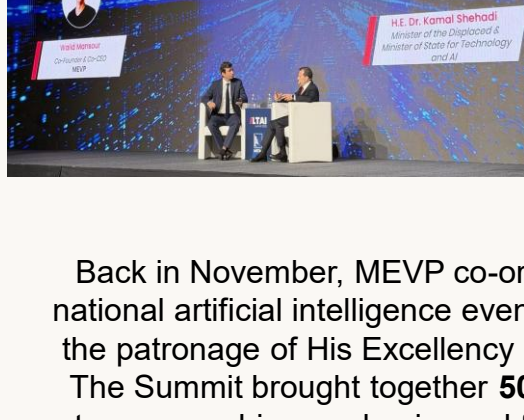 Walid Mansour
Co-Founder & Co-CEO
MEVP
H.E. Dr. Kamal Shehadi
Minister of the Displaced &
Minister of State for Technology
and AI
LTAI
Back in November, MEVP co-or
national artificial intelligence even
the patronage of His Excellency
The Summit brought together 50